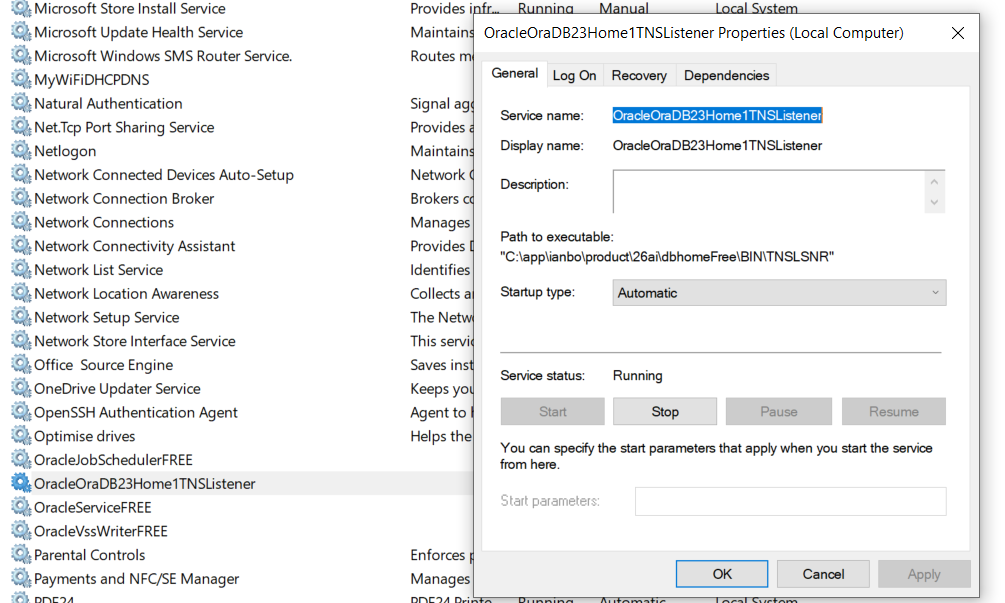 Microsoft Store Install Service Provides infr... Running Manual Local System
Microsoft Update Health Service Maintains
Microsoft Windows SMS Router Service. Routes
MyWiFiDHCPDNS
Natural Authentication Signal
Net.Tcp Port Sharing Service Provides
Netlogon Maintains
Network Connected Devices Auto-Setup Network
Network Connection Broker Brokers
Network Connections Manages
Network Connectivity Assistant Provides
Network List Service Identifies
Network Location Awareness Collects
Network Setup Service The
Network Store Interface Service This
Office  Source Engine Saves
OneDrive Updater Service Keeps
OpenSSH Authentication Agent Agent to
Optimise drives Helps the
OracleJobSchedulerFREE
OracleOraDB23Home1TNSListener
OracleServiceFREE
OracleVssWriterFREE
Parental Controls Enforces
Payments and NFC/SE Manager Manages
PDF24 PDF24 Running Automatic Local System
OracleOraDB23Home1TNSListener Properties (Local Computer)
General Log On Recovery Dependencies
Service name: OracleOraDB23Home1TNSListener
Display name: OracleOraDB23Home1TNSListener
Description:
Path to executable:
"C:\app\ianbo\product\26ai\dbhomeFree\BIN\TNSLSNR"
Startup type: Automatic
Service status: Running
Start Stop Pause Resume
You can specify the start parameters that apply when you start the service
from here.
Start parameters:
OK Cancel Apply